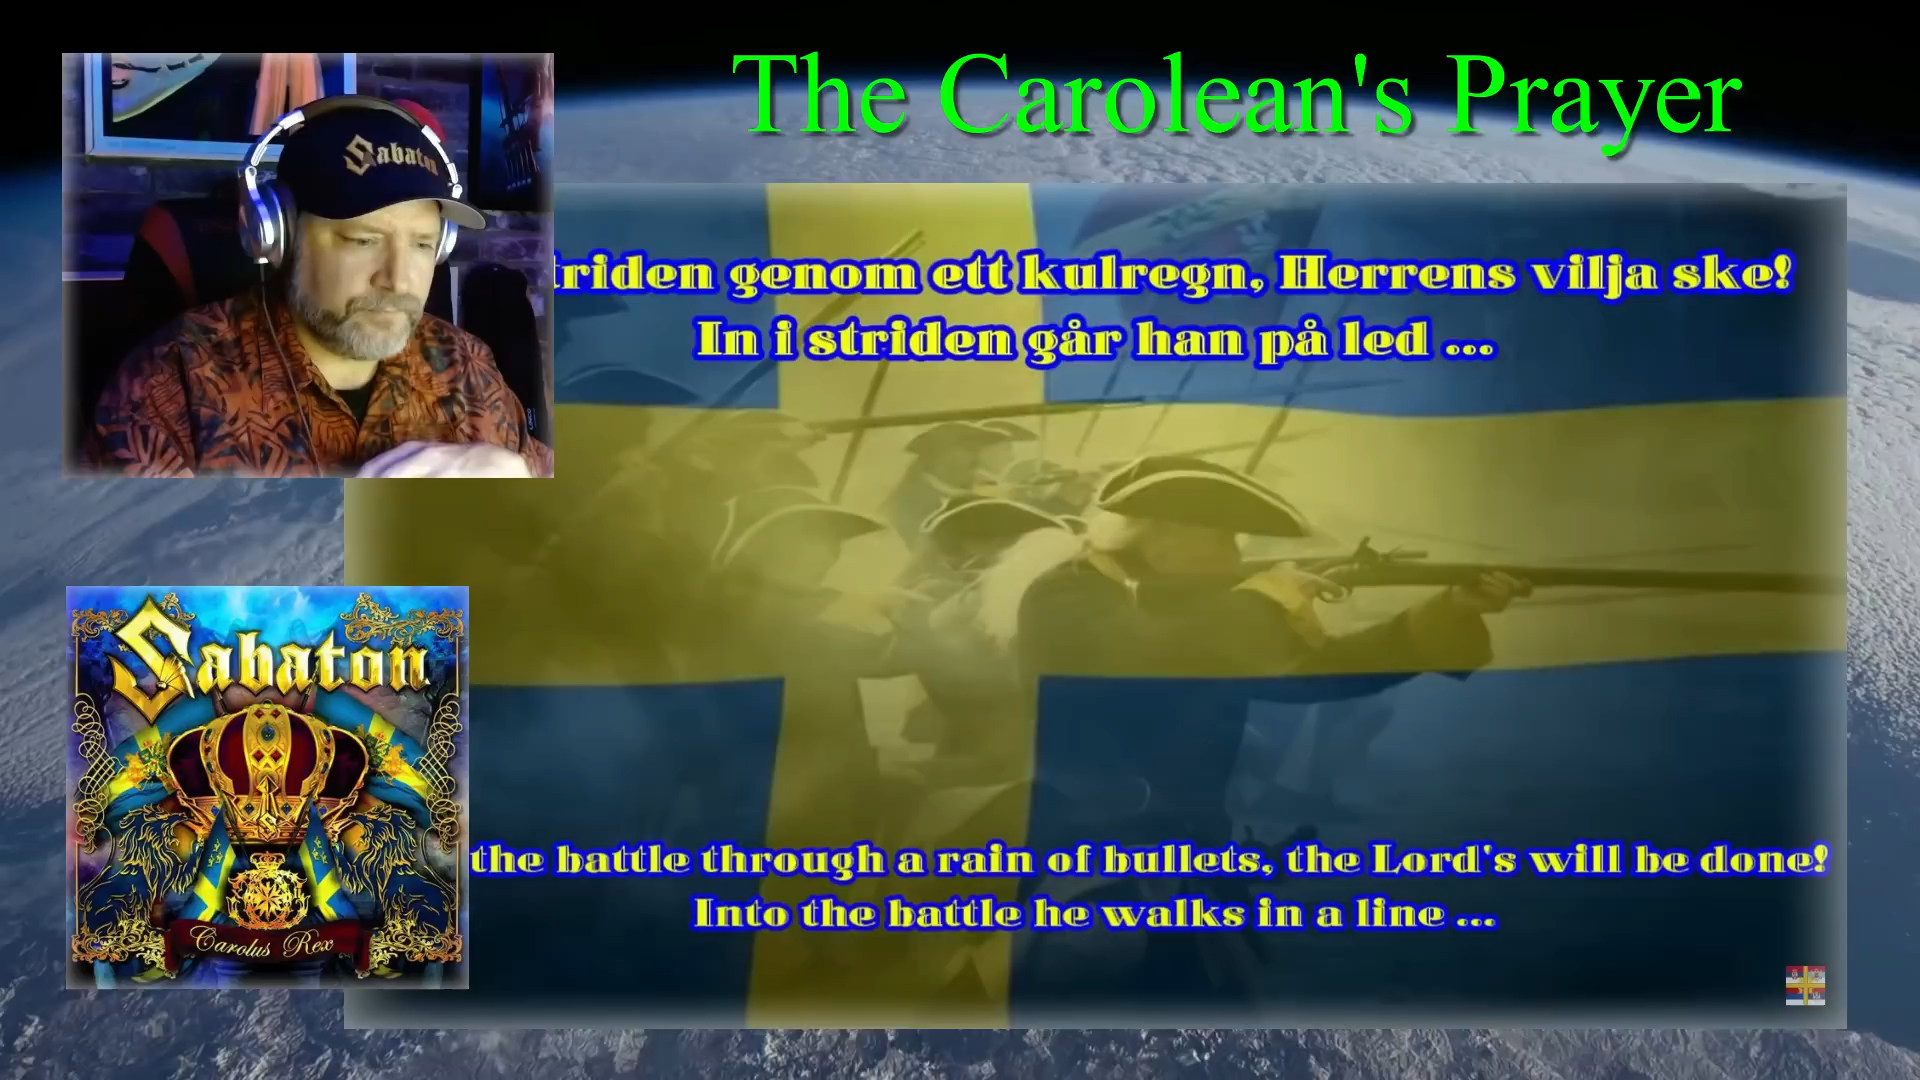 The Carolean's Prayer
Sabaton
genom ett kulregn, Herrens vilja ske!
In i striden går han på led ...
Sabaton
Carolus Rex
the battle through a rain of bullets, the Lord's will be done!
Into the battle he walks in a line ...